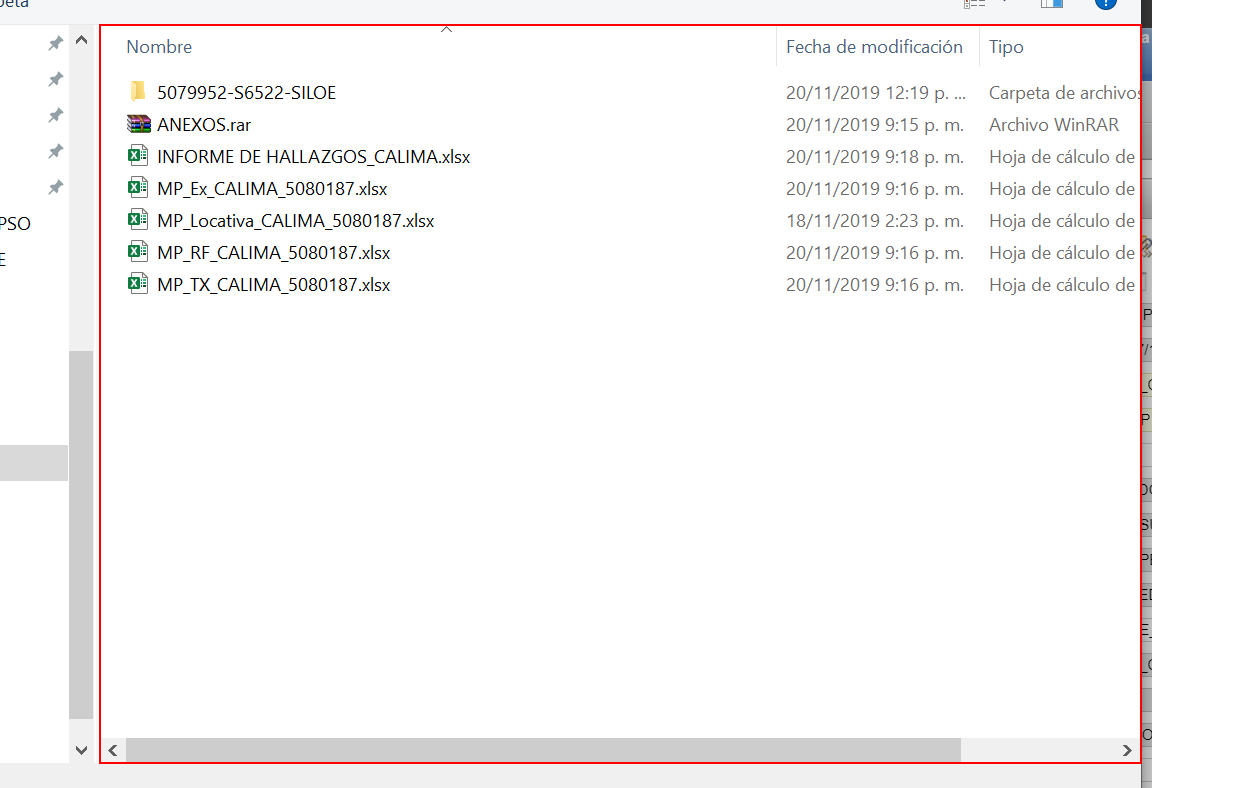 Nombre Fecha de modificación Tipo
5079952-S6522-SILOE 20/11/2019 12:19 p. ... Carpeta de archivos
ANEXOS.rar 20/11/2019 9:15 p. m. Archivo WinRAR
INFORME DE HALLAZGOS_CALIMA.xlsx 20/11/2019 9:18 p. m. Hoja de cálculo de
MP_Ex_CALIMA_5080187.xlsx 20/11/2019 9:16 p. m. Hoja de cálculo de
MP_Locativa_CALIMA_5080187.xlsx 18/11/2019 2:23 p. m. Hoja de cálculo de
PSO
MP_RF_CALIMA_5080187.xlsx 20/11/2019 9:16 p. m. Hoja de cálculo de
E
MP_TX_CALIMA_5080187.xlsx 20/11/2019 9:16 p. m. Hoja de cálculo de